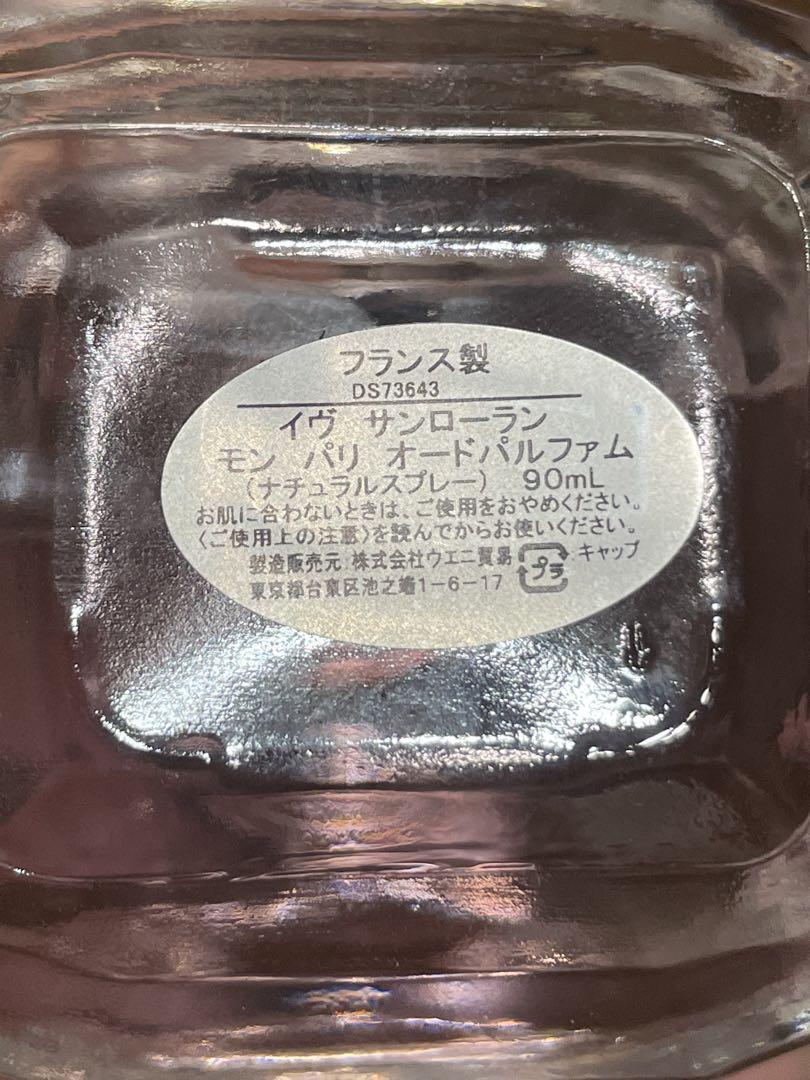 フランス製
DS73643
イヴ サンローラン
モン パリ オードパルファム
(ナチュラルスプレー) 90mL
お肌に合わないときは、ご使用をおやめください。
〈ご使用上の注意〉を読んでからお使いください。
製造販売元:株式会社ウエニ貿易 プラ:キャップ
東京都台東区池之端1-6-17